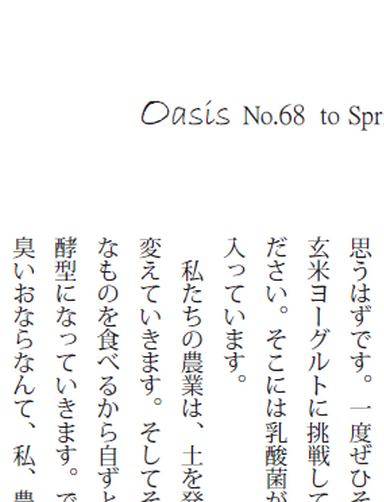 Oasis No.68 to Spr
思うはずです。一度ぜひそ
玄米ヨーグルトに挑戦して
ださい。そこには乳酸菌が
入っています。
私たちの農業は、土を発
変えていきます。そしてそ
なものを食べるから自ずと
酵型になっていきます。で
臭いおならなんて、私、農